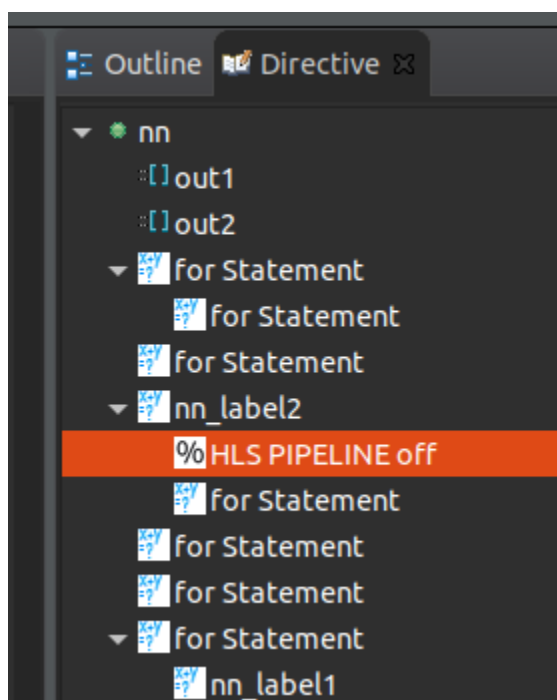 Outline Directive
nn
out1
out2
for Statement
for Statement
for Statement
nn_label2
% HLS PIPELINE off
for Statement
for Statement
for Statement
for Statement
nn_label1